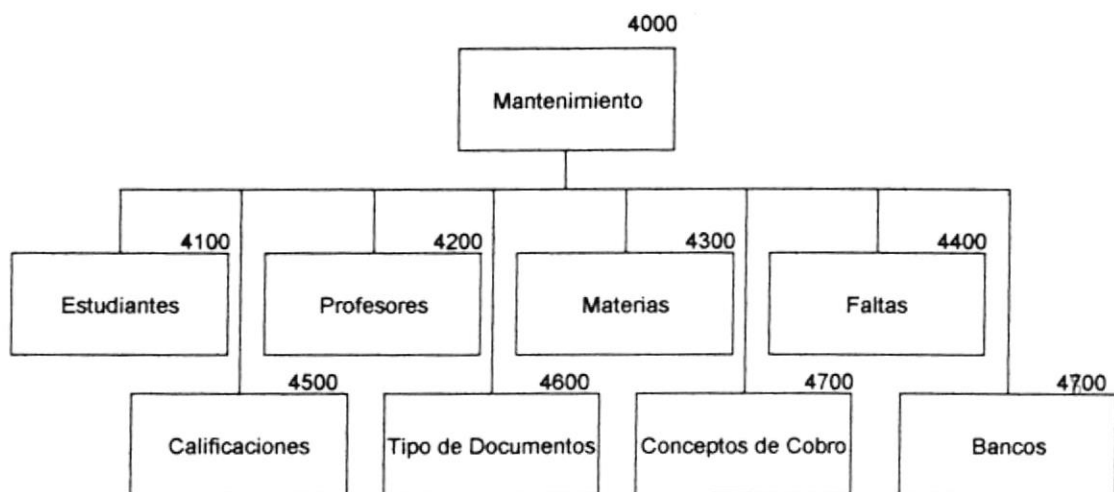 4000
Mantenimiento
4100 4200 4300 4400
Estudiantes Profesores Materias Faltas
4500 4600 4700 4700
Calificaciones Tipo de Documentos Conceptos de Cobro Bancos